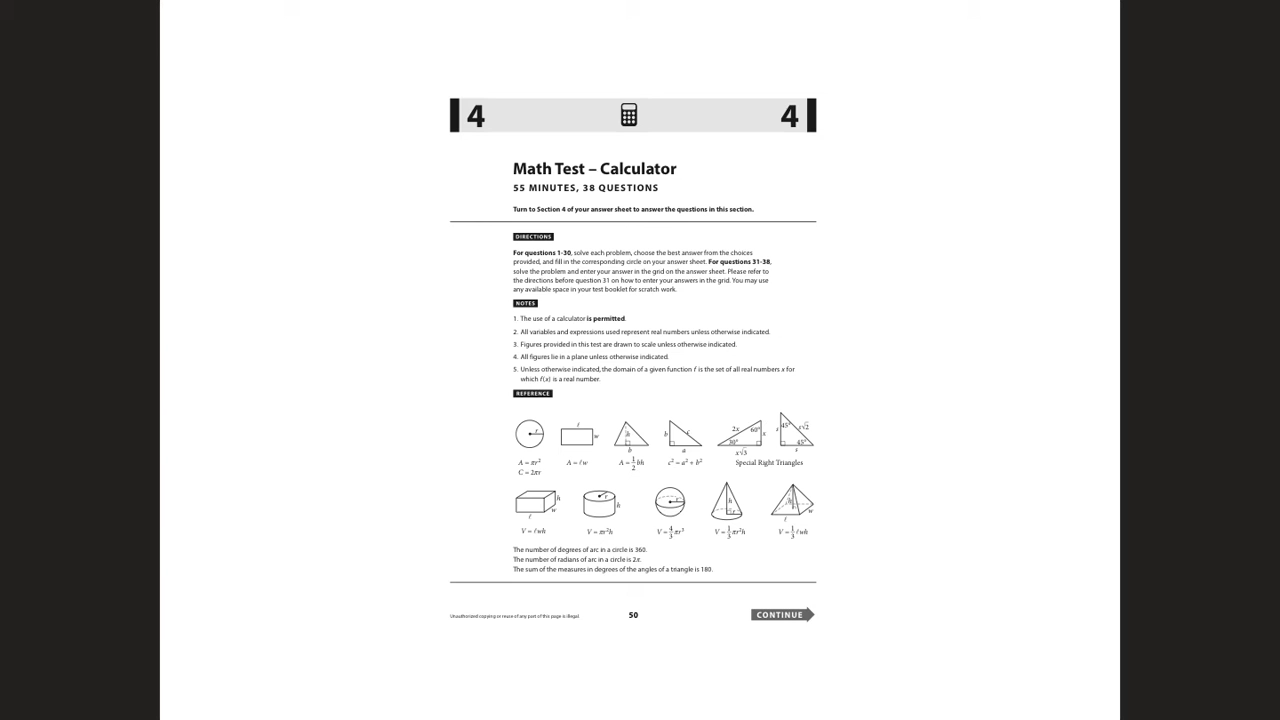 4 4
Math Test – Calculator
55 MINUTES, 38 QUESTIONS
Turn to Section 4 of your answer sheet to answer the questions in this section.
DIRECTIONS
For questions 1-30, solve each problem, choose the best answer from the choices
provided, and fill in the corresponding circle on your answer sheet. For questions 31-38,
solve the problem and enter your answer in the grid on the answer sheet. Please refer to
the directions before question 31 on how to enter your answers in the grid. You may use
any available space in your test booklet for scratch work.
NOTES
1. The use of a calculator is permitted.
2. All variables and expressions used represent real numbers unless otherwise indicated.
3. Figures provided in this test are drawn to scale unless otherwise indicated.
4. All figures lie in a plane unless otherwise indicated.
5. Unless otherwise indicated, the domain of a given function f is the set of all real numbers x for
which f(x) is a real number.
REFERENCE
r ℓ w h b b c a 2x 60° x 30° x√3 s 45° s√2 45° s
A = πr² A = ℓw A = 1/2 bh c² = a² + b² Special Right Triangles
C = 2πr
h w ℓ r h r h r h w ℓ
V = ℓwh V = πr²h V = 4/3 πr³ V = 1/3 πr²h V = 1/3 ℓwh
The number of degrees of arc in a circle is 360.
The number of radians of arc in a circle is 2π.
The sum of the measures in degrees of the angles of a triangle is 180.
Unauthorized copying or reuse of any part of this page is illegal. 50 CONTINUE